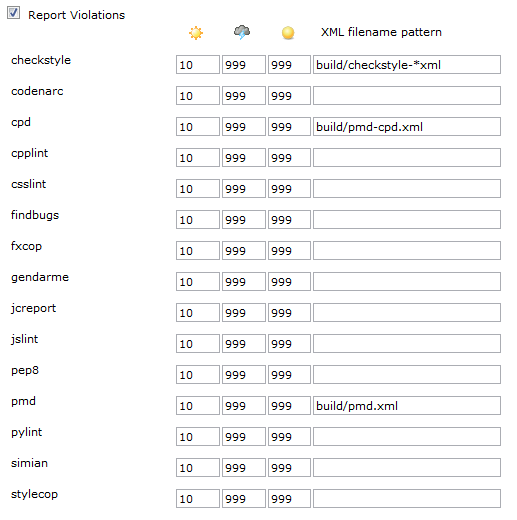 Report Violations
XML filename pattern
checkstyle 10 999 999 build/checkstyle-*xml
codenarc 10 999 999
cpd 10 999 999 build/pmd-cpd.xml
cpplint 10 999 999
csslint 10 999 999
findbugs 10 999 999
fxcop 10 999 999
gendarme 10 999 999
jcreport 10 999 999
jslint 10 999 999
pep8 10 999 999
pmd 10 999 999 build/pmd.xml
pylint 10 999 999
simian 10 999 999
stylecop 10 999 999